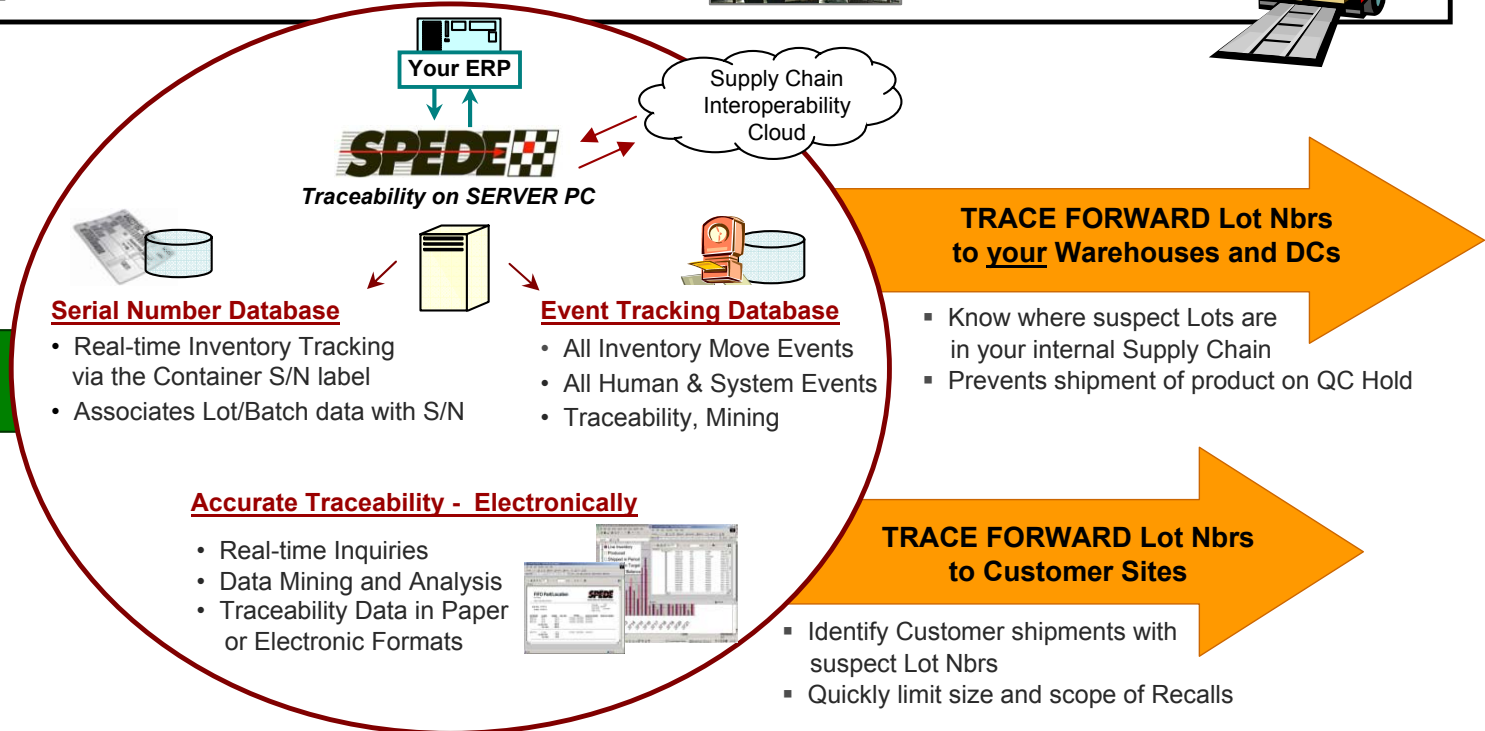 Your ERP
Supply Chain
Interoperability
Cloud
SPEDE
Traceability on SERVER PC
Serial Number Database
• Real-time Inventory Tracking
via the Container S/N label
• Associates Lot/Batch data with S/N
Event Tracking Database
• All Inventory Move Events
• All Human & System Events
• Traceability, Mining
Accurate Traceability - Electronically
• Real-time Inquiries
• Data Mining and Analysis
• Traceability Data in Paper
or Electronic Formats
Live Inventory
Produced
SPEDE
TRACE FORWARD Lot Nbrs
to your Warehouses and DCs
▪ Know where suspect Lots are
in your internal Supply Chain
▪ Prevents shipment of product on QC Hold
TRACE FORWARD Lot Nbrs
to Customer Sites
▪ Identify Customer shipments with
suspect Lot Nbrs
▪ Quickly limit size and scope of Recalls